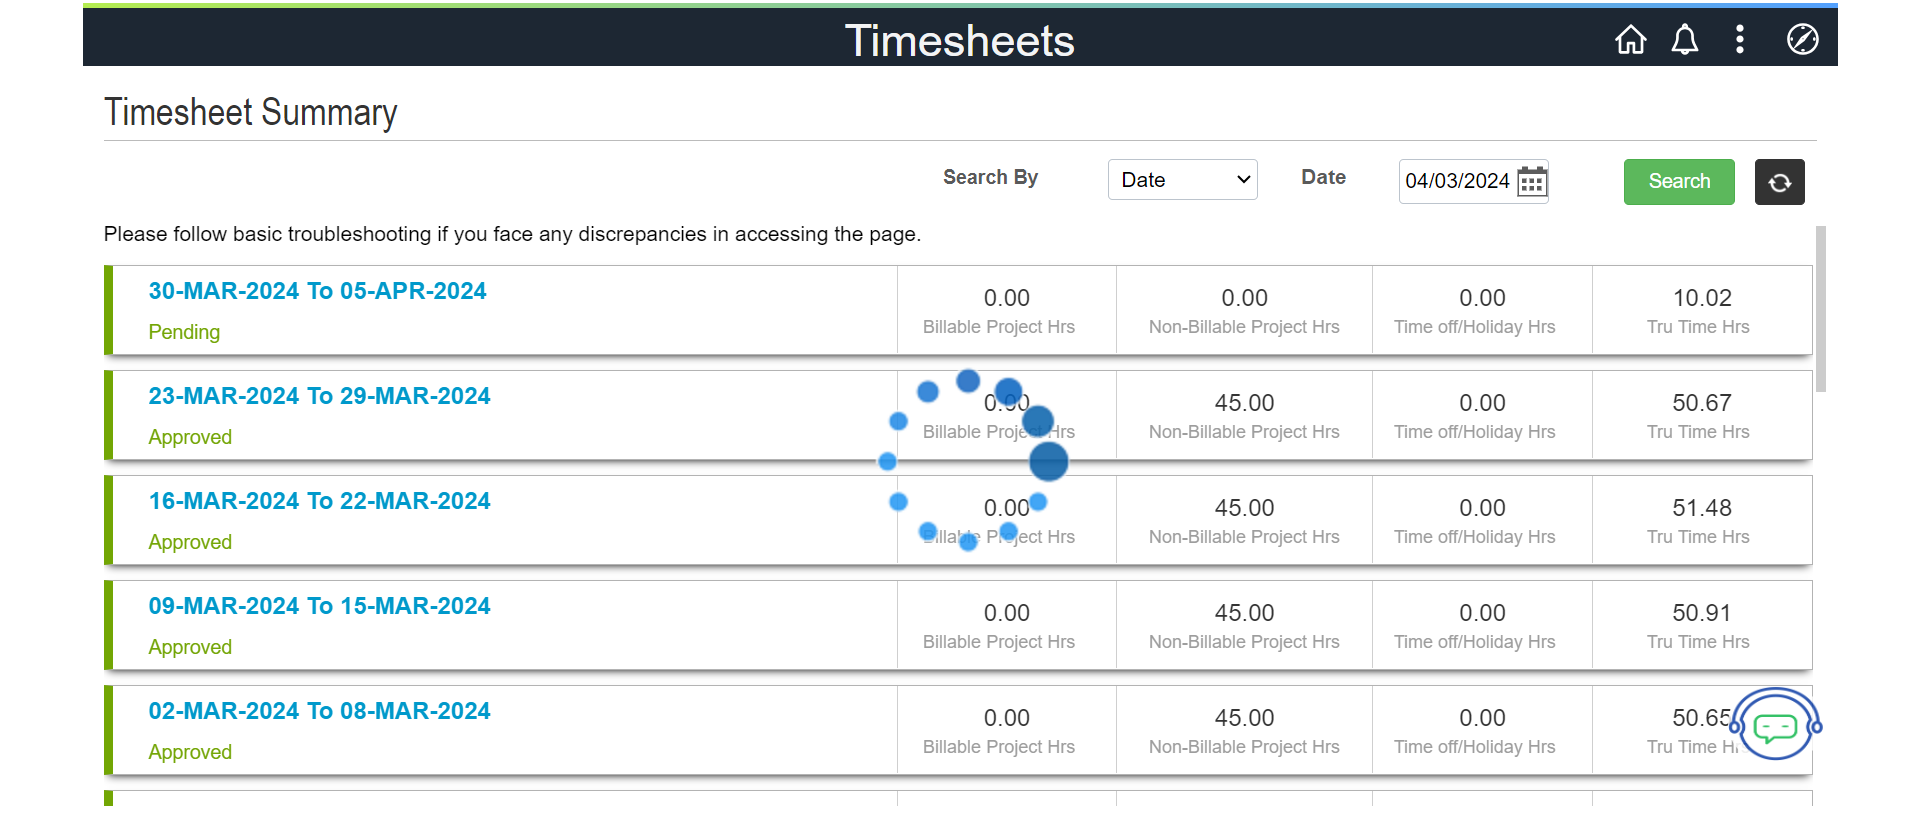 Timesheets
Timesheet Summary
Search By Date Date 04/03/2024 Search
Please follow basic troubleshooting if you face any discrepancies in accessing the page.
30-MAR-2024 To 05-APR-2024
Pending
0.00 0.00 0.00 10.02
Billable Project Hrs Non-Billable Project Hrs Time off/Holiday Hrs Tru Time Hrs
23-MAR-2024 To 29-MAR-2024
Approved
0.00 45.00 0.00 50.67
Billable Project Hrs Non-Billable Project Hrs Time off/Holiday Hrs Tru Time Hrs
16-MAR-2024 To 22-MAR-2024
Approved
0.00 45.00 0.00 51.48
Billable Project Hrs Non-Billable Project Hrs Time off/Holiday Hrs Tru Time Hrs
09-MAR-2024 To 15-MAR-2024
Approved
0.00 45.00 0.00 50.91
Billable Project Hrs Non-Billable Project Hrs Time off/Holiday Hrs Tru Time Hrs
02-MAR-2024 To 08-MAR-2024
Approved
0.00 45.00 0.00 50.65
Billable Project Hrs Non-Billable Project Hrs Time off/Holiday Hrs Tru Time Hrs